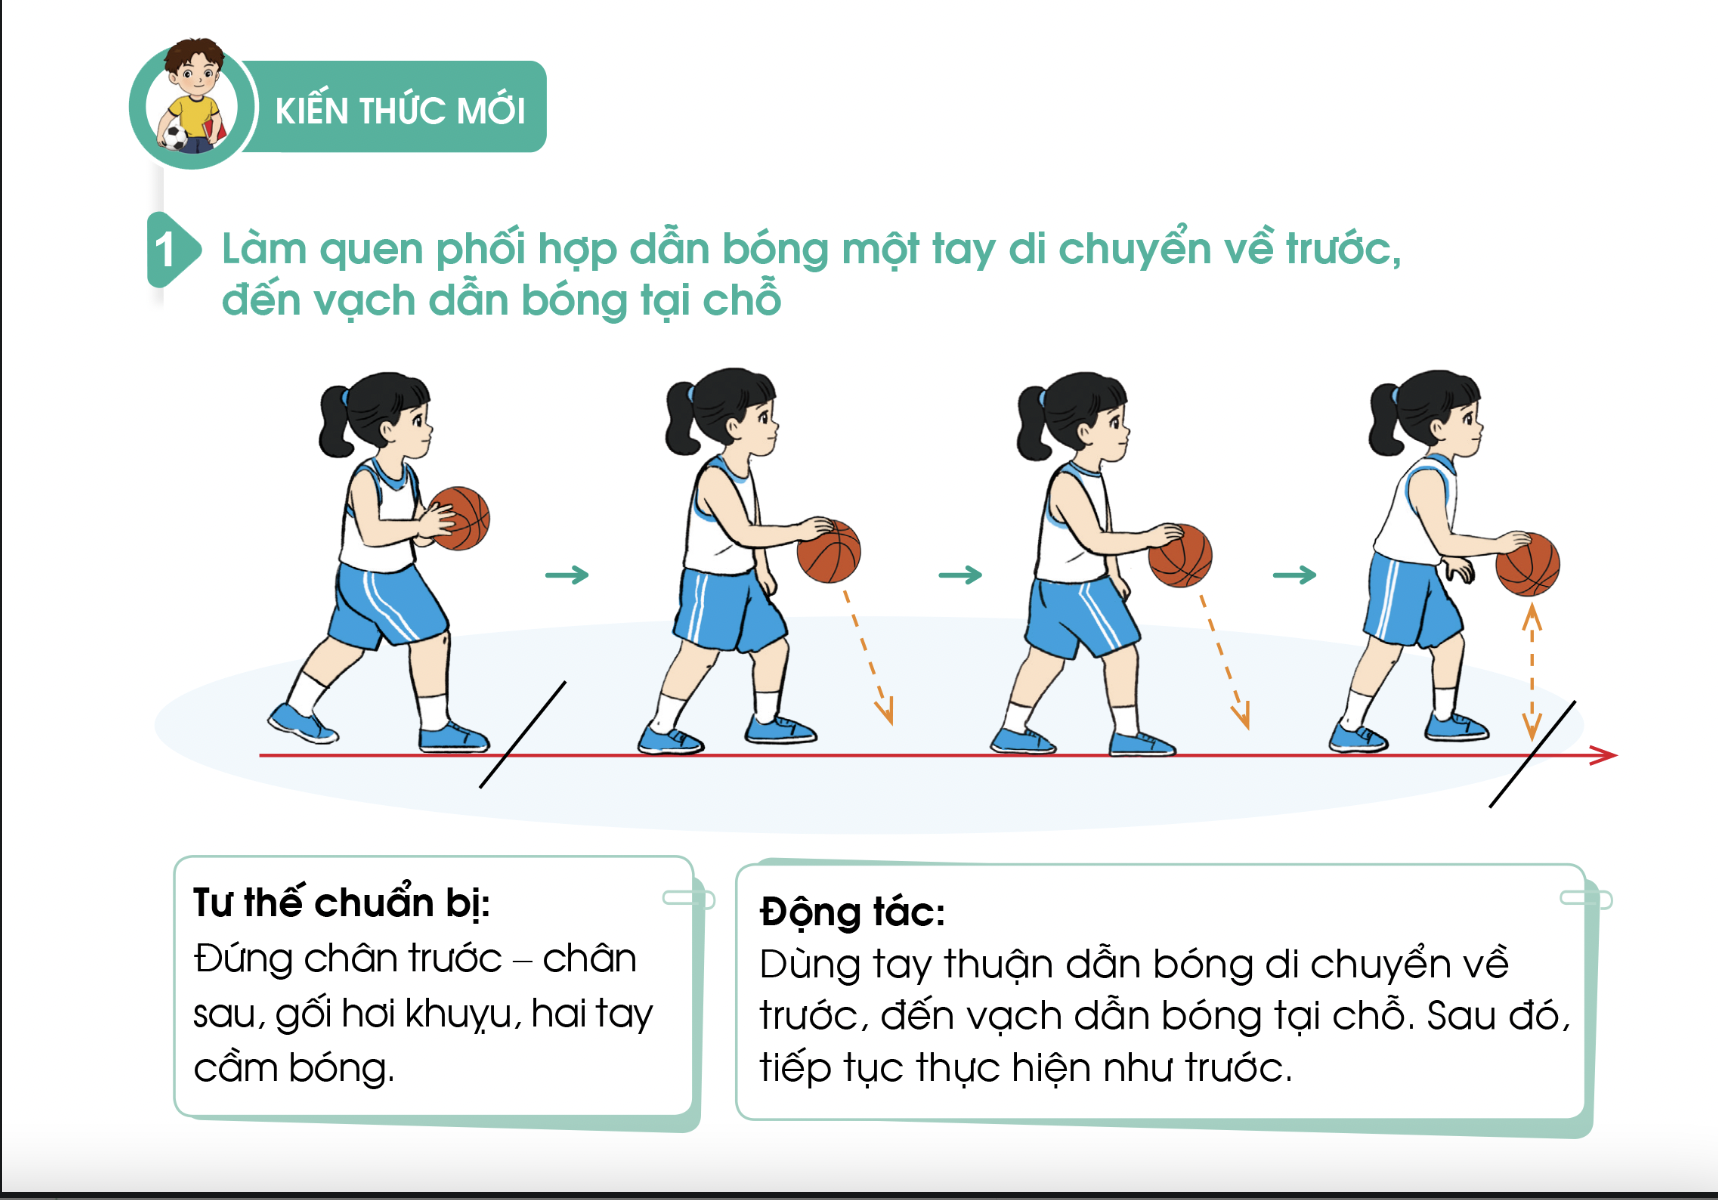 KIẾN THỨC MỚI
1
Làm quen phối hợp dẫn bóng một tay di chuyển về trước,
đến vạch dẫn bóng tại chỗ
Tư thế chuẩn bị:
Đứng chân trước – chân
sau, gối hơi khuỵu, hai tay
cầm bóng.
Động tác:
Dùng tay thuận dẫn bóng di chuyển về
trước, đến vạch dẫn bóng tại chỗ. Sau đó,
tiếp tục thực hiện như trước.